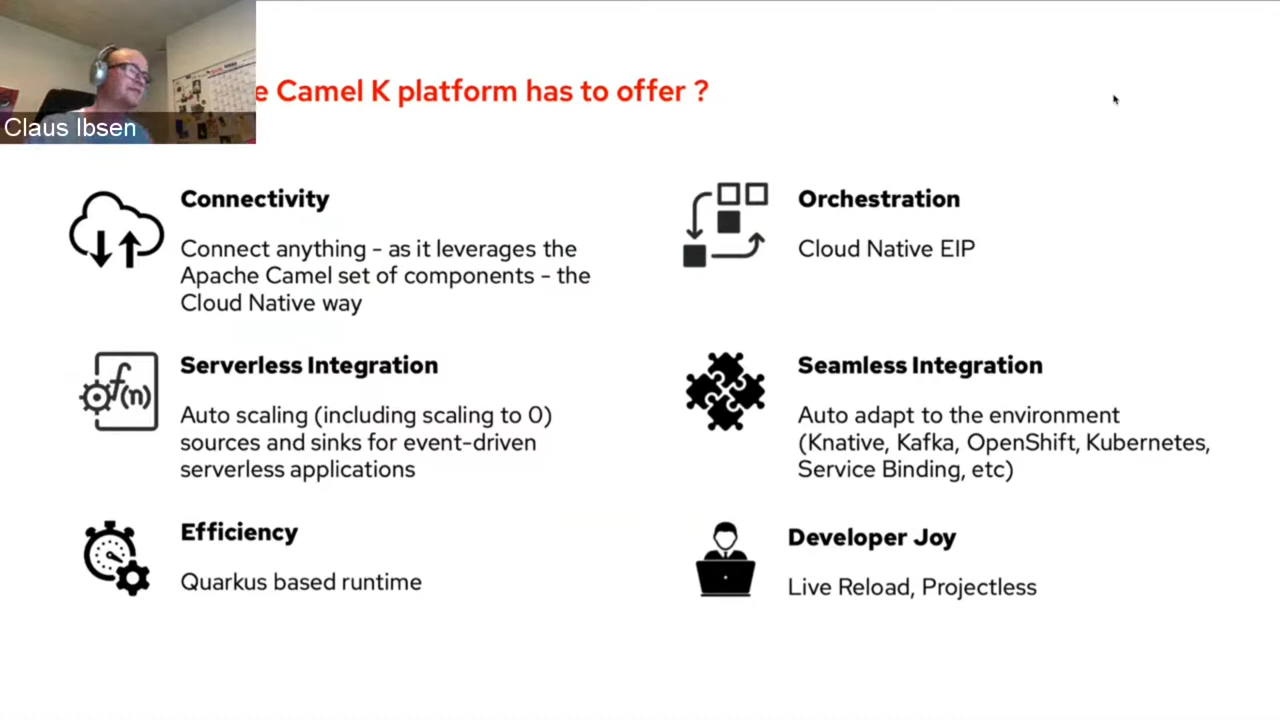 Claus Ibsen
e Camel K platform has to offer ?
Connectivity
Connect anything - as it leverages the
Apache Camel set of components - the
Cloud Native way
Orchestration
Cloud Native EIP
Serverless Integration
f(n)
Auto scaling (including scaling to 0)
sources and sinks for event-driven
serverless applications
Seamless Integration
Auto adapt to the environment
(Knative, Kafka, OpenShift, Kubernetes,
Service Binding, etc)
Efficiency
Quarkus based runtime
Developer Joy
Live Reload, Projectless